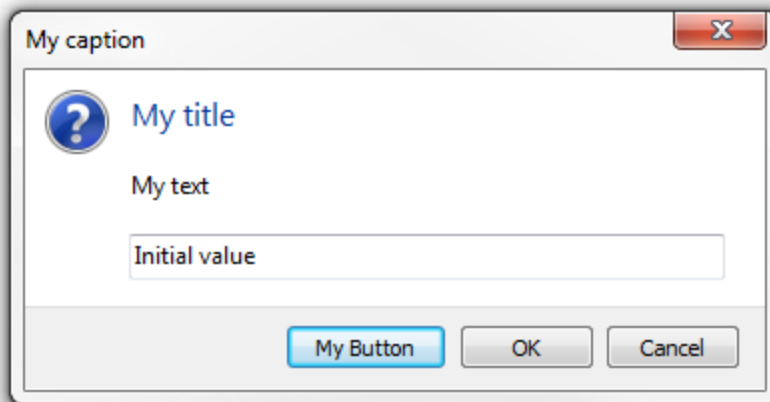 My caption
My title
My text
Initial value
My Button OK Cancel